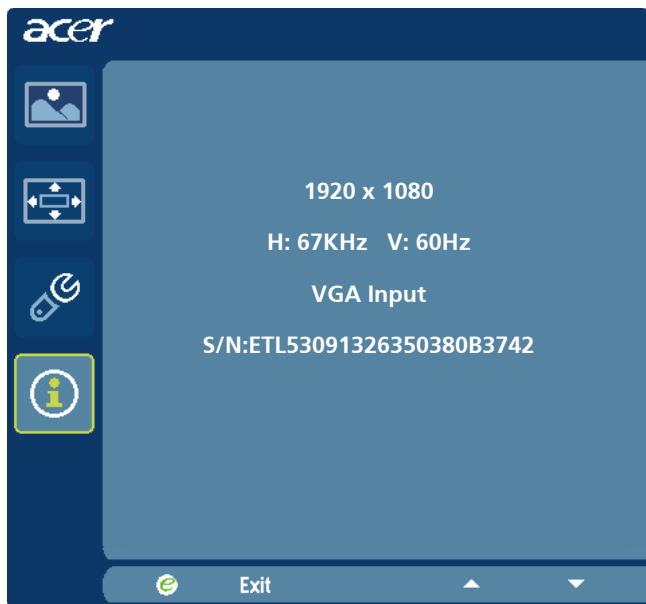 acer
1920 x 1080
H: 67KHz V: 60Hz
VGA Input
S/N:ETL53091326350380B3742
e Exit